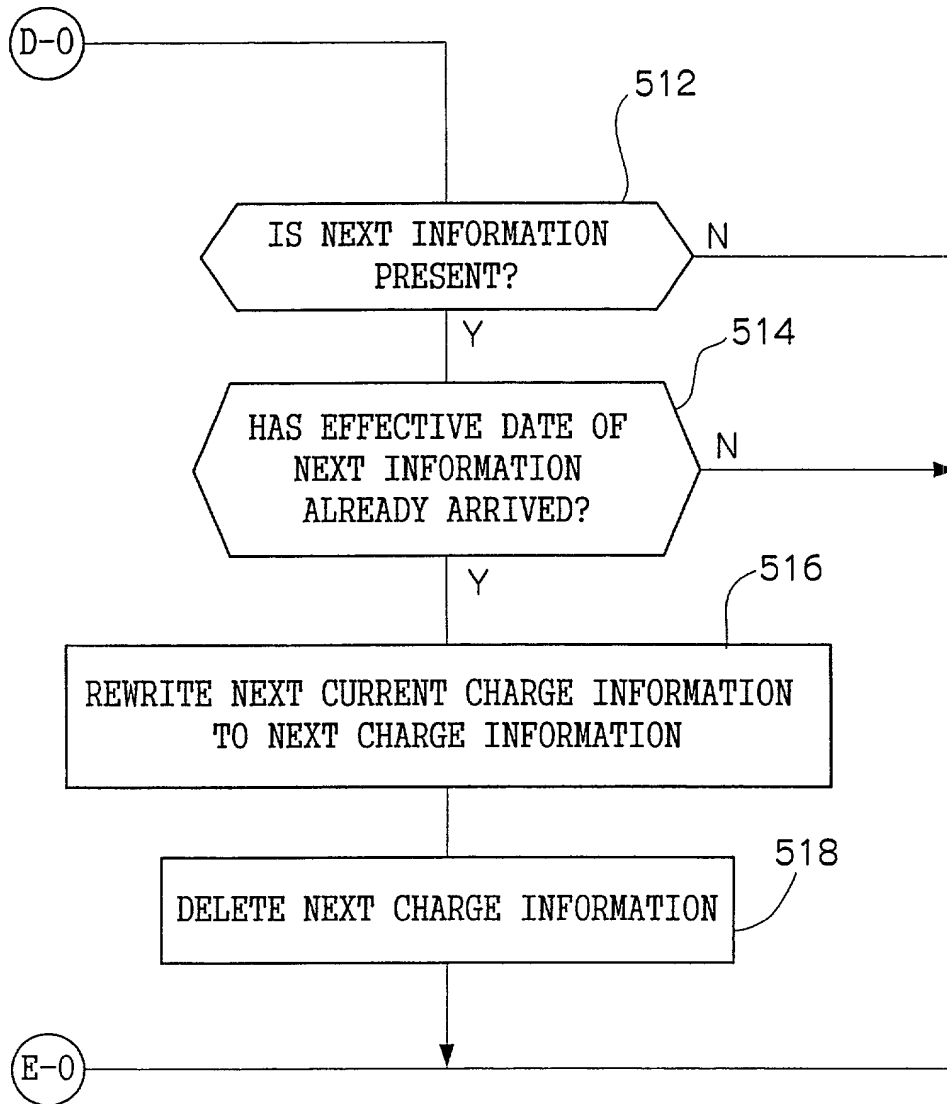 D-0
512
IS NEXT INFORMATION
PRESENT?
N
Y
514
HAS EFFECTIVE DATE OF
NEXT INFORMATION
ALREADY ARRIVED?
N
Y
516
REWRITE NEXT CURRENT CHARGE INFORMATION
TO NEXT CHARGE INFORMATION
518
DELETE NEXT CHARGE INFORMATION
E-0